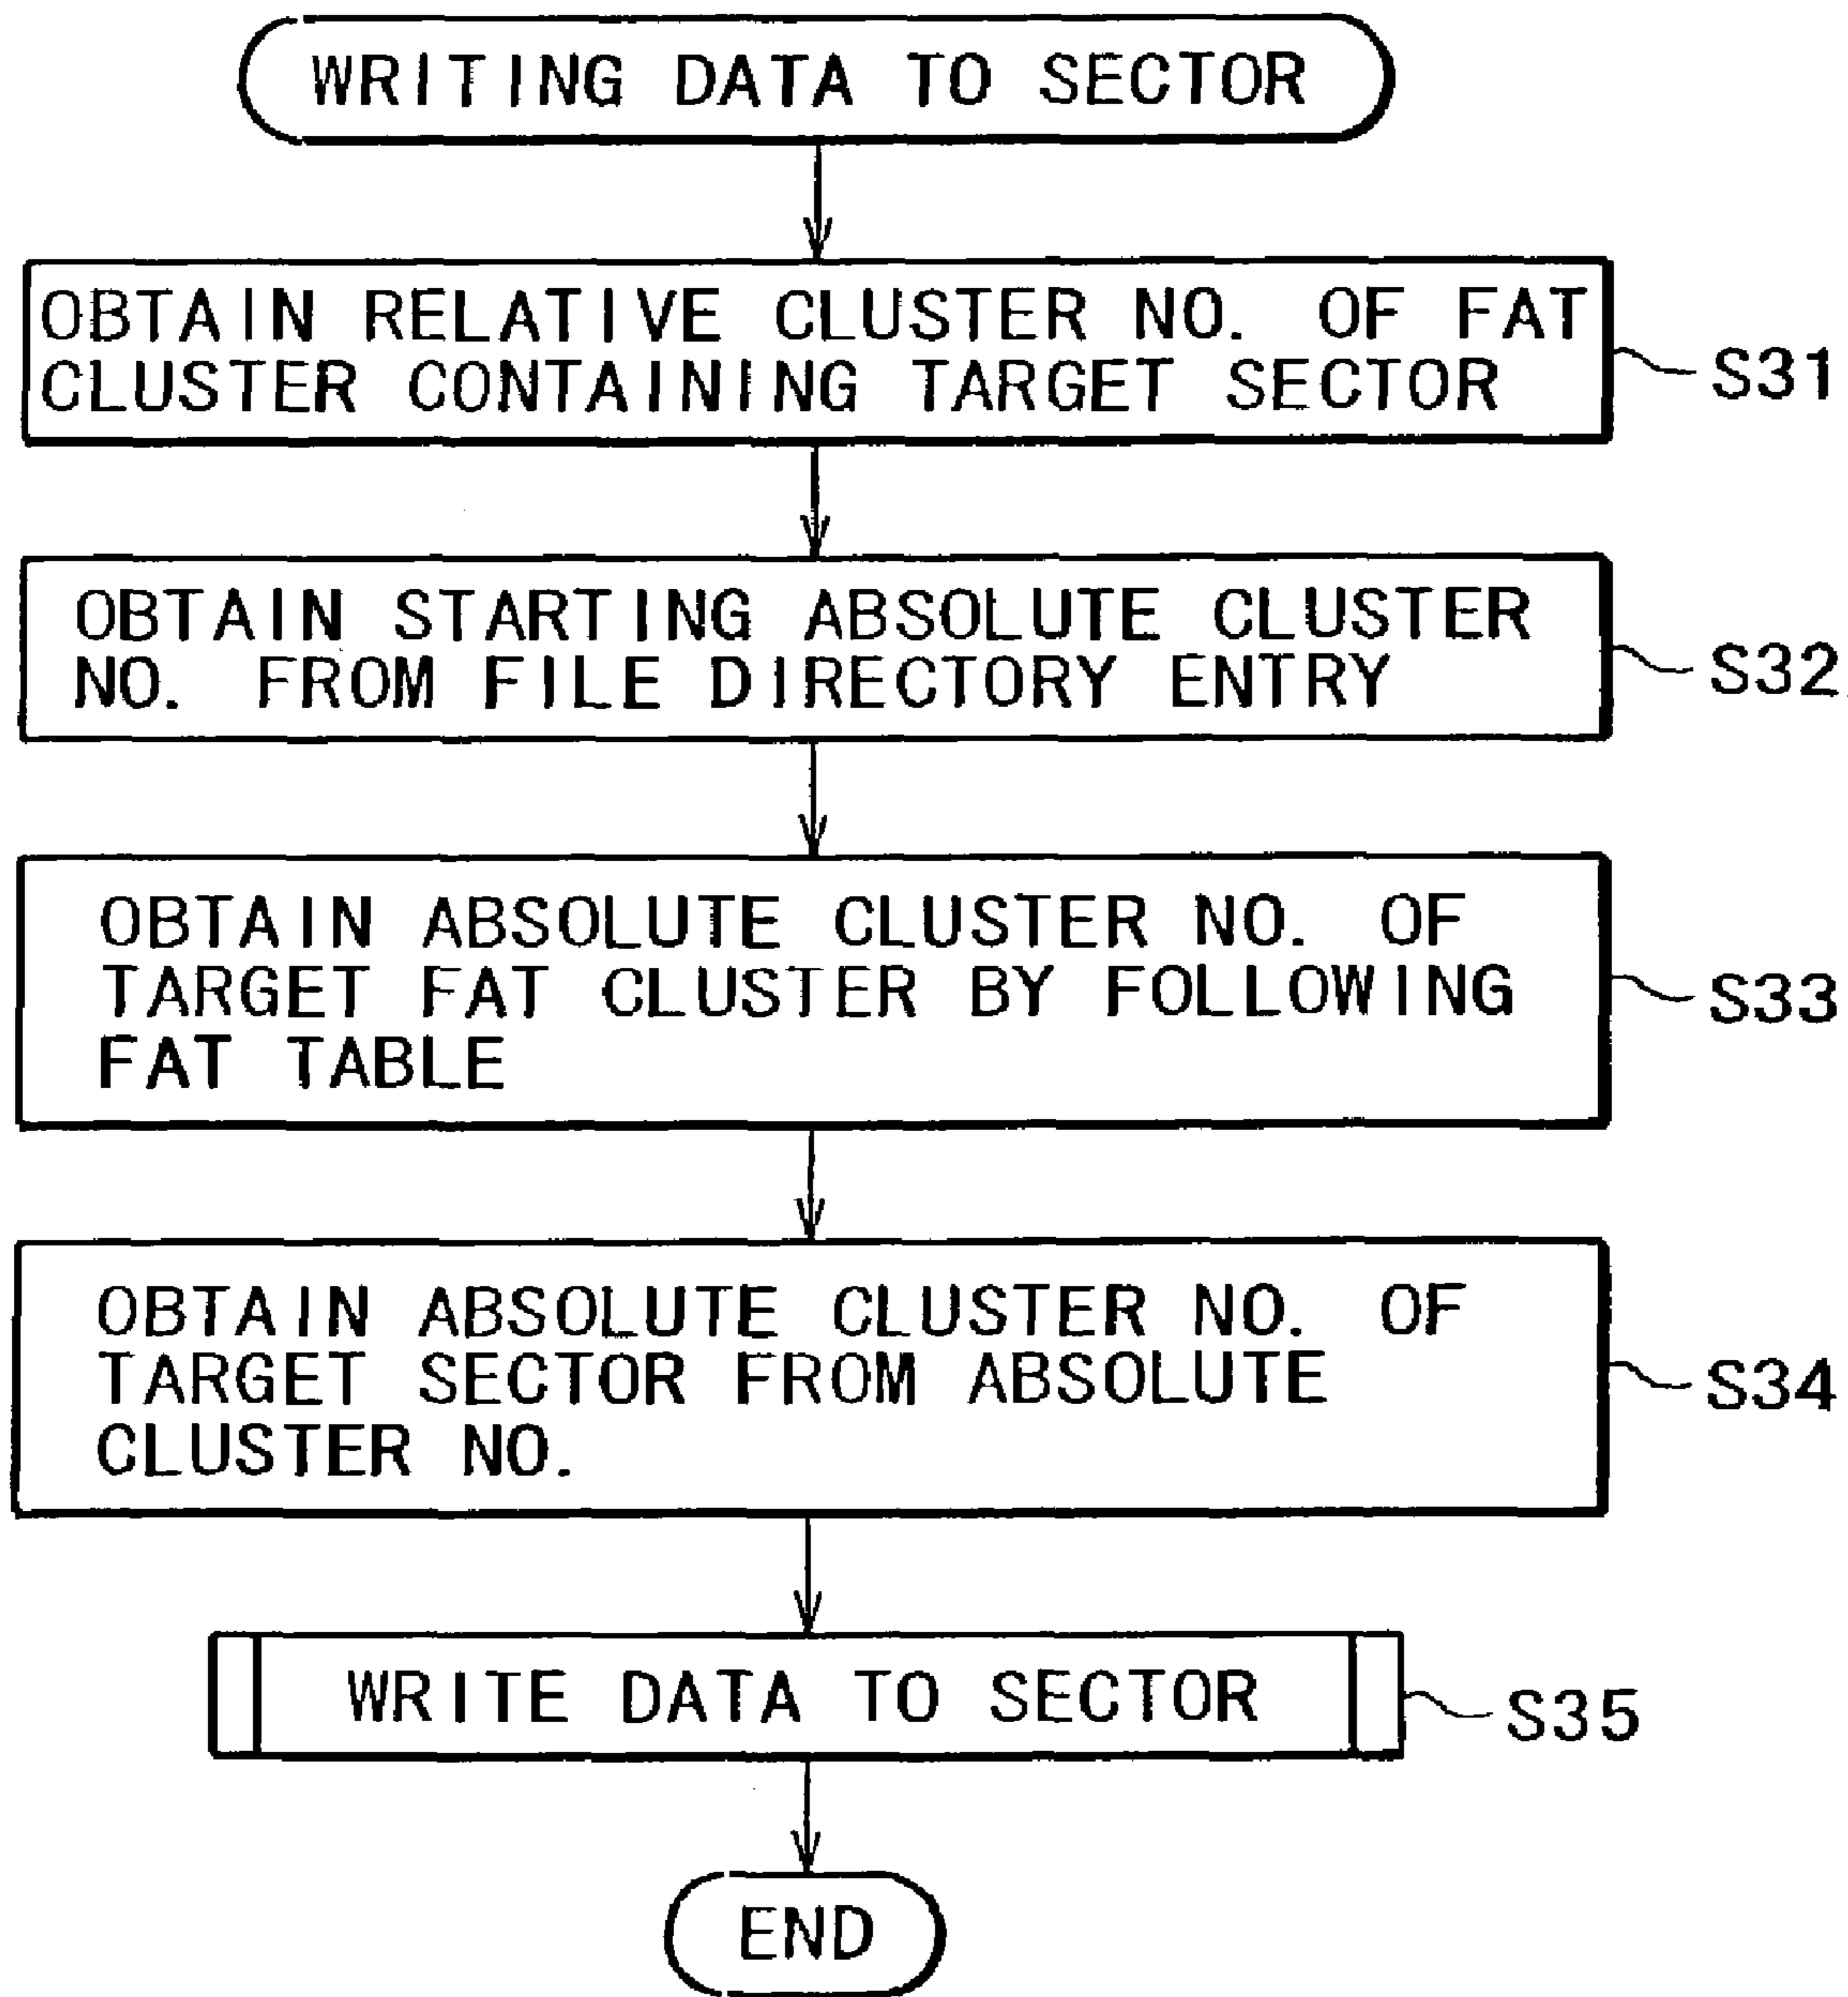 WRITING DATA TO SECTOR
OBTAIN RELATIVE CLUSTER NO. OF FAT
CLUSTER CONTAINING TARGET SECTOR
S31
OBTAIN STARTING ABSOLUTE CLUSTER
NO. FROM FILE DIRECTORY ENTRY
S32
OBTAIN ABSOLUTE CLUSTER NO. OF
TARGET FAT CLUSTER BY FOLLOWING
FAT TABLE
S33
OBTAIN ABSOLUTE CLUSTER NO. OF
TARGET SECTOR FROM ABSOLUTE
CLUSTER NO.
S34
WRITE DATA TO SECTOR
S35
END